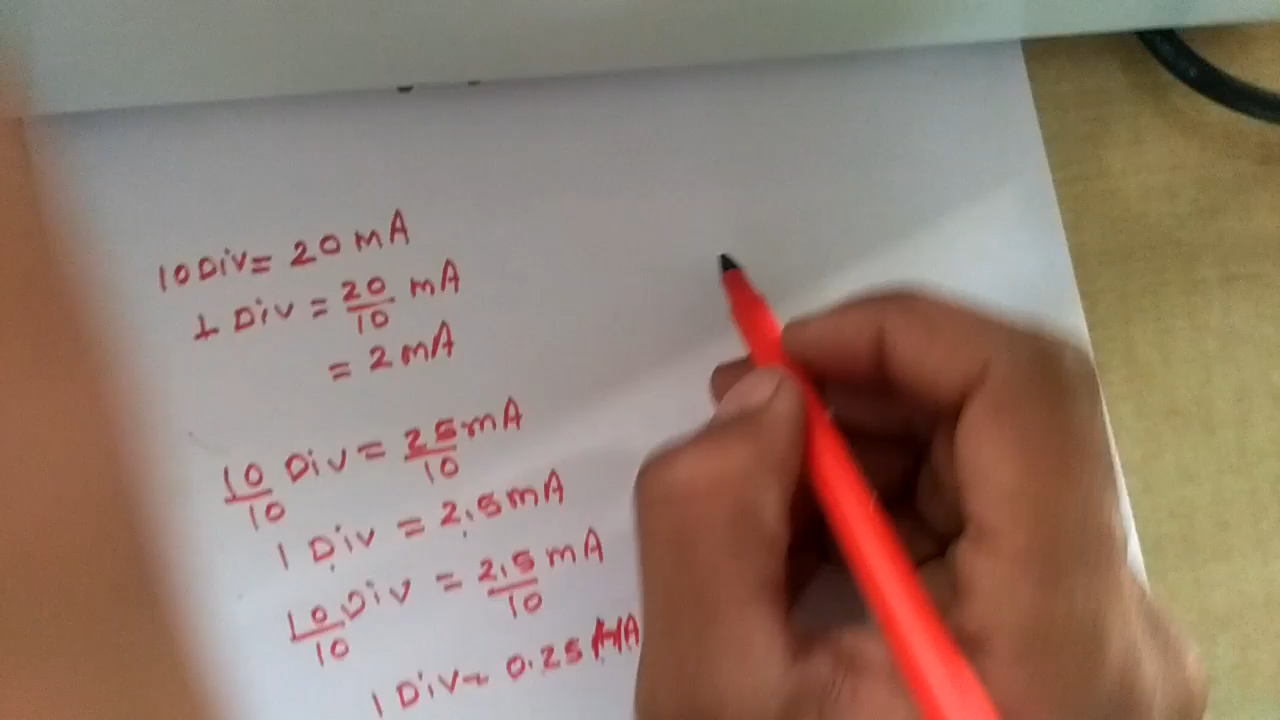 10 Div = 20 mA
1 Div = 20/10 mA
= 2 mA
10/10 Div = 25/10 mA
1 Div = 2.5 mA
10/10 Div = 2.5/10 mA
1 Div = 0.25 mA